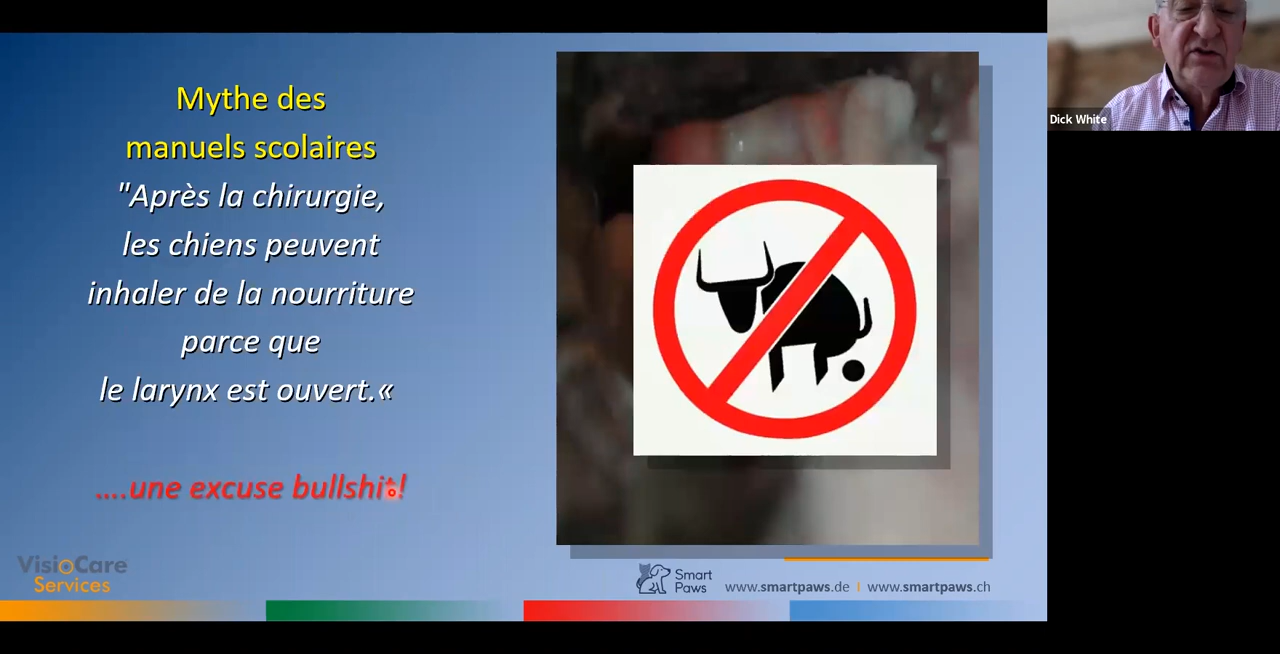 Mythe des
manuels scolaires
"Après la chirurgie,
les chiens peuvent
inhaler de la nourriture
parce que
le larynx est ouvert.«
....une excuse bullshit!
VisioCare
Services
Smart
Paws
www.smartpaws.de | www.smartpaws.ch
Dick White